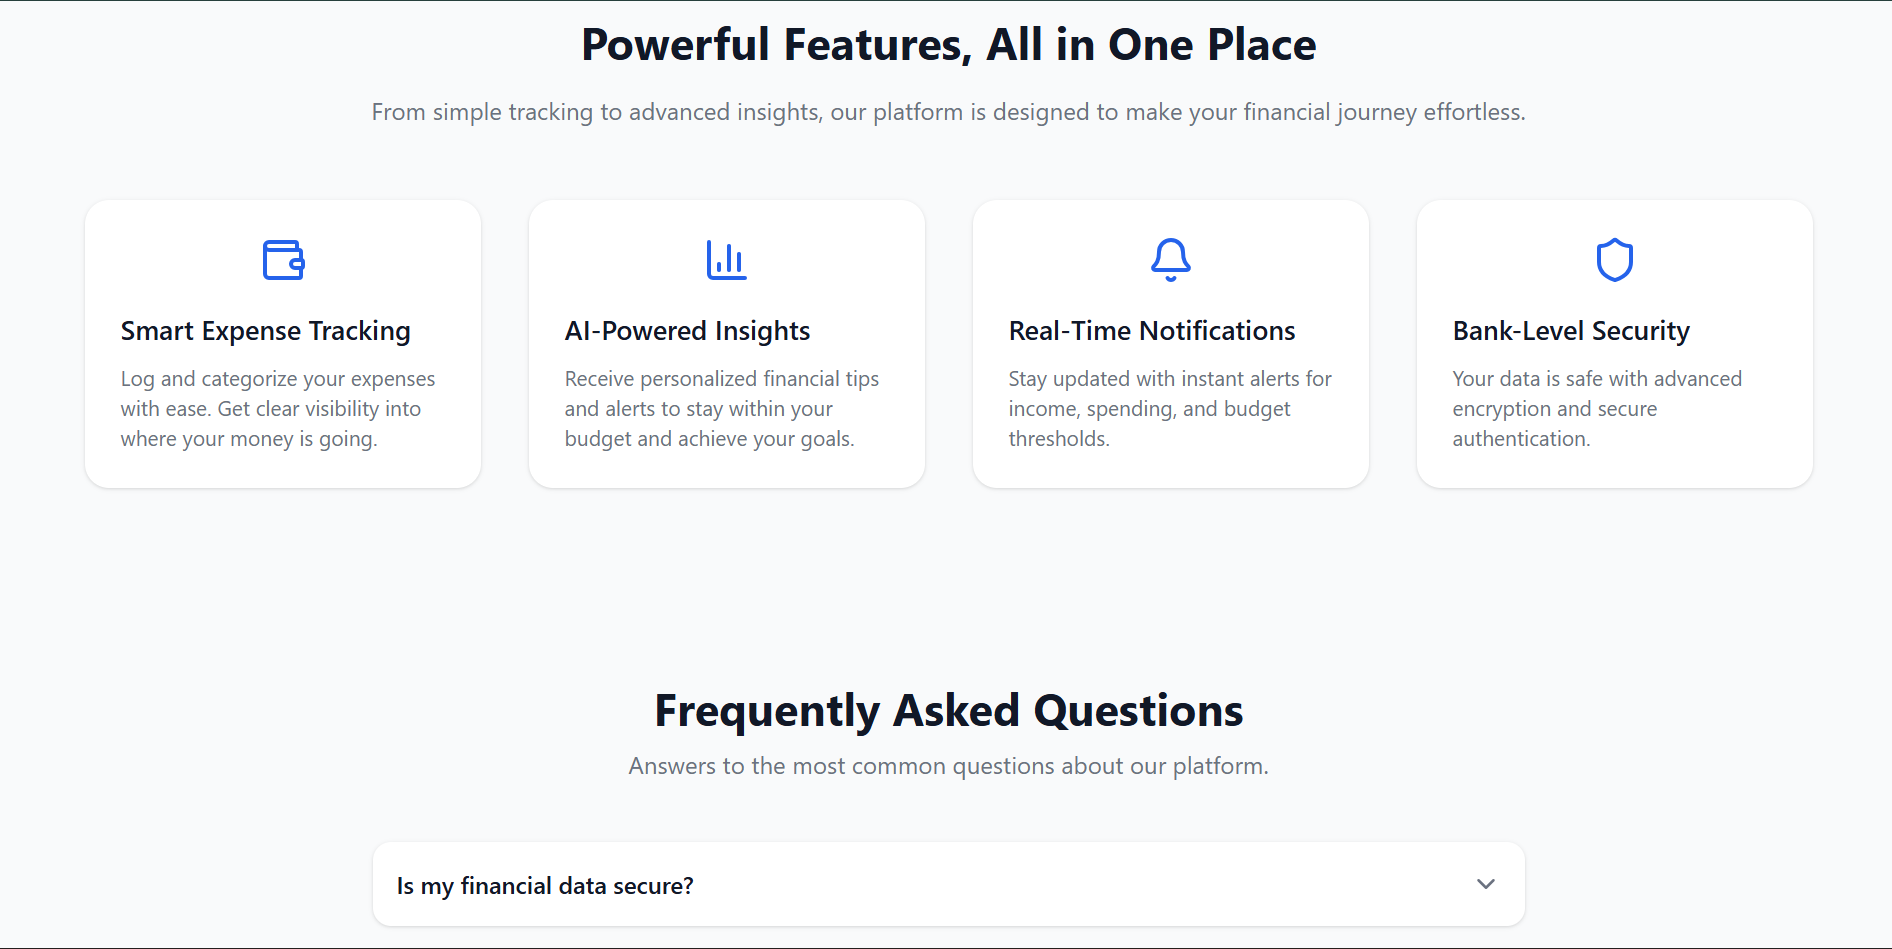 Powerful Features, All in One Place
From simple tracking to advanced insights, our platform is designed to make your financial journey effortless.
Smart Expense Tracking
Log and categorize your expenses
with ease. Get clear visibility into
where your money is going.
AI-Powered Insights
Receive personalized financial tips
and alerts to stay within your
budget and achieve your goals.
Real-Time Notifications
Stay updated with instant alerts for
income, spending, and budget
thresholds.
Bank-Level Security
Your data is safe with advanced
encryption and secure
authentication.
Frequently Asked Questions
Answers to the most common questions about our platform.
Is my financial data secure?